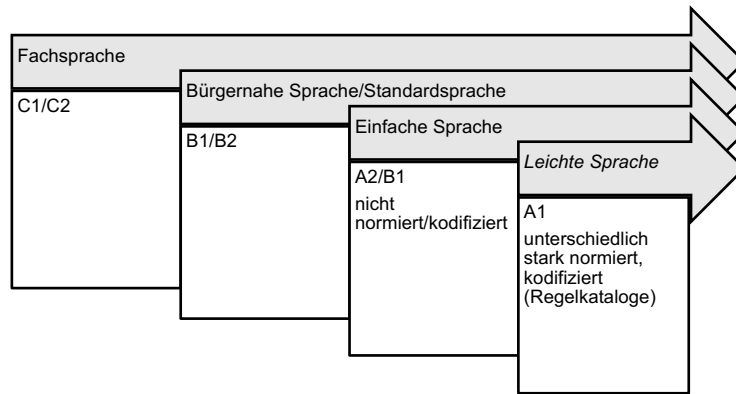 Fachsprache
C1/C2
Bürgernahe Sprache/Standardsprache
B1/B2
Einfache Sprache
A2/B1
nicht
normiert/kodifiziert
Leichte Sprache
A1
unterschiedlich
stark normiert,
kodifiziert
(Regelkataloge)